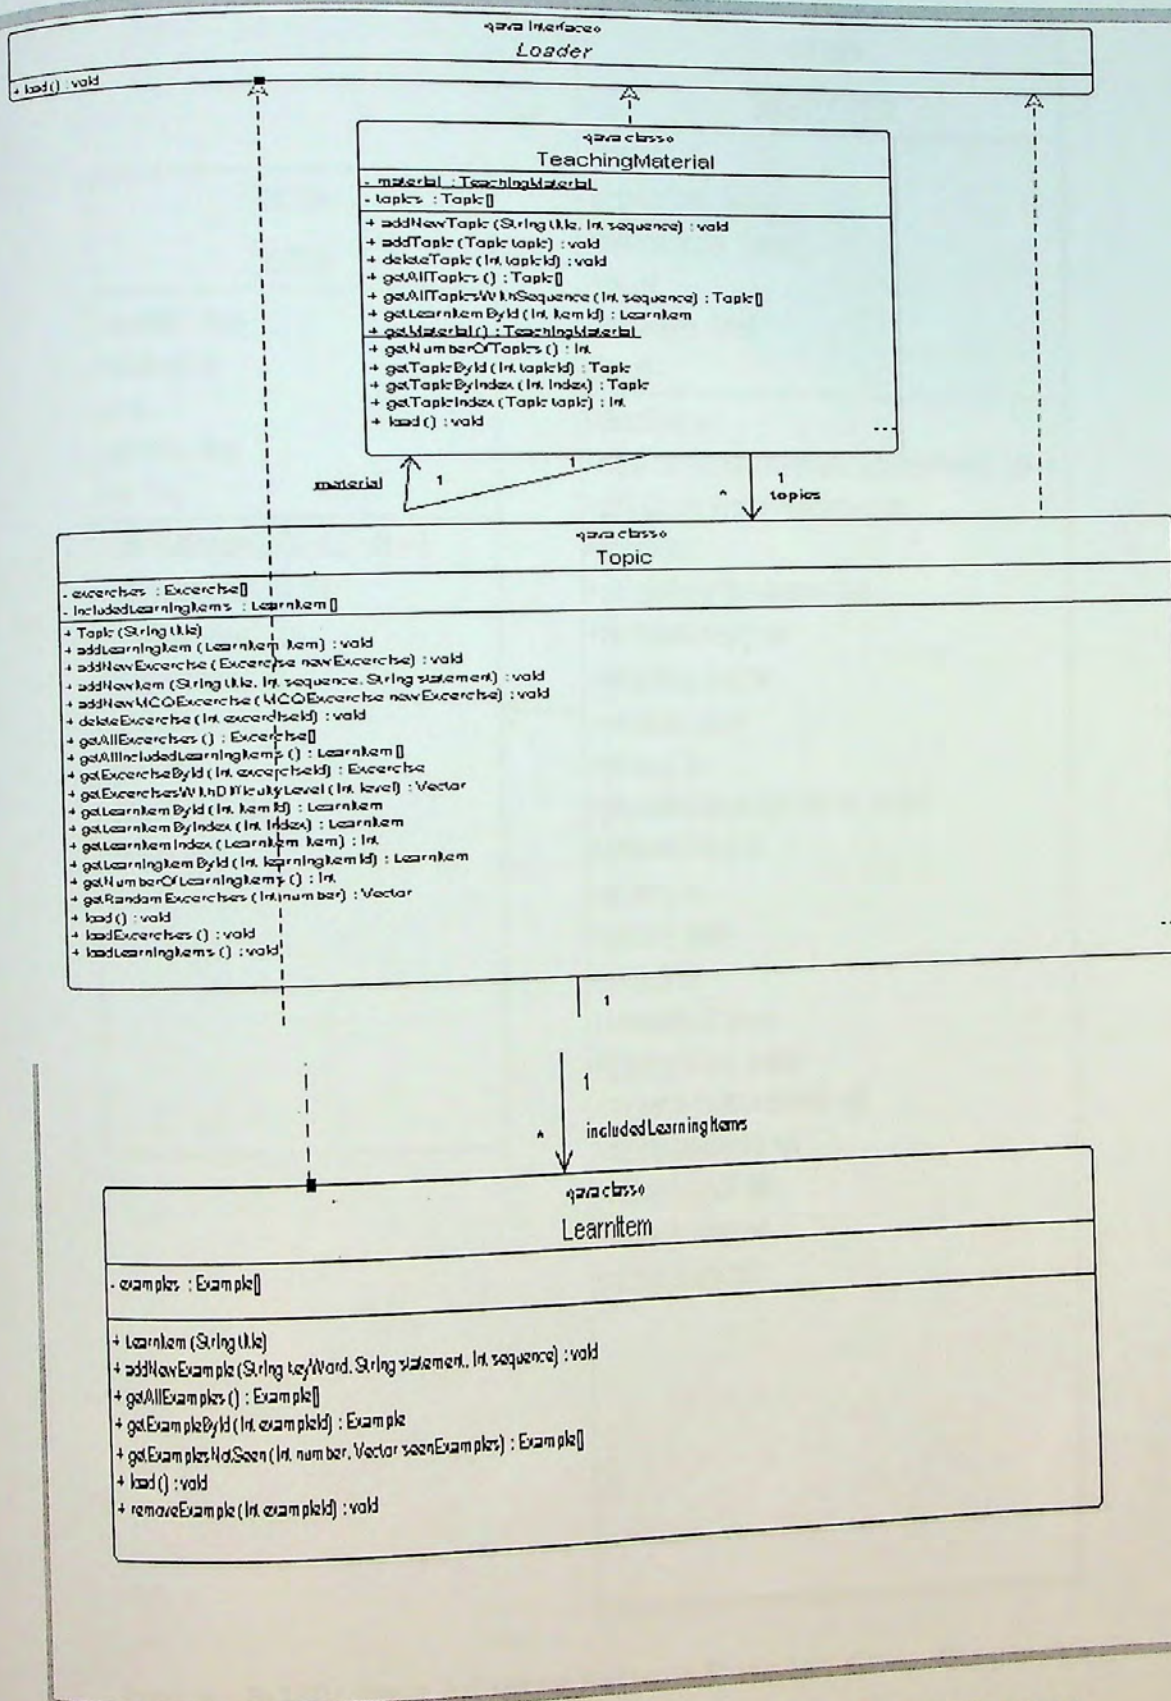 «java interface»
Loader
+ load() : void
«java class»
TeachingMaterial
- material : TeachingMaterial
- topics : Topic[]
+ addNewTopic (String title, int sequence) : void
+ addTopic (Topic topic) : void
+ deleteTopic (int topicId) : void
+ getAllTopics () : Topic[]
+ getAllTopicsWithSequence (int sequence) : Topic[]
+ getLearnItemById (int itemId) : LearnItem
+ getMaterial () : TeachingMaterial
+ getNumberOfTopics () : int
+ getTopicById (int topicId) : Topic
+ getTopicByIndex (int index) : Topic
+ getTopicIndex (Topic topic) : int
+ load () : void
...
material
1
1
1
*
topics
«java class»
Topic
- excercises : Excercise[]
- includedLearningItems : LearnItem[]
+ Topic (String title)
+ addLearningItem (LearnItem item) : void
+ addNewExcercise (Excercise newExcercise) : void
+ addNewItem (String title, int sequence, String statement) : void
+ addNewMCQExcercise (MCQExcercise newExcercise) : void
+ deleteExcercise (int excerciseId) : void
+ getAllExcercises () : Excercise[]
+ getAllIncludedLearningItems () : LearnItem[]
+ getExcerciseById (int excerciseId) : Excercise
+ getExcercisesWithDifficultyLevel (int level) : Vector
+ getLearnItemById (int itemId) : LearnItem
+ getLearnItemByIndex (int index) : LearnItem
+ getLearnItemIndex (LearnItem item) : int
+ getLearningItemById (int learningItemId) : LearnItem
+ getNumberOfLearningItems () : int
+ getRandomExcercises (int number) : Vector
+ load () : void
+ loadExcercises () : void
+ loadLearningItems () : void
1
1
*
includedLearningItems
«java class»
LearnItem
- examples : Example[]
+ LearnItem (String title)
+ addNewExample (String keyWord, String statement, int sequence) : void
+ getAllExamples () : Example[]
+ getExampleById (int exampleId) : Example
+ getExamplesNotSeen (int number, Vector seenExamples) : Example[]
+ load () : void
+ removeExample (int exampleId) : void